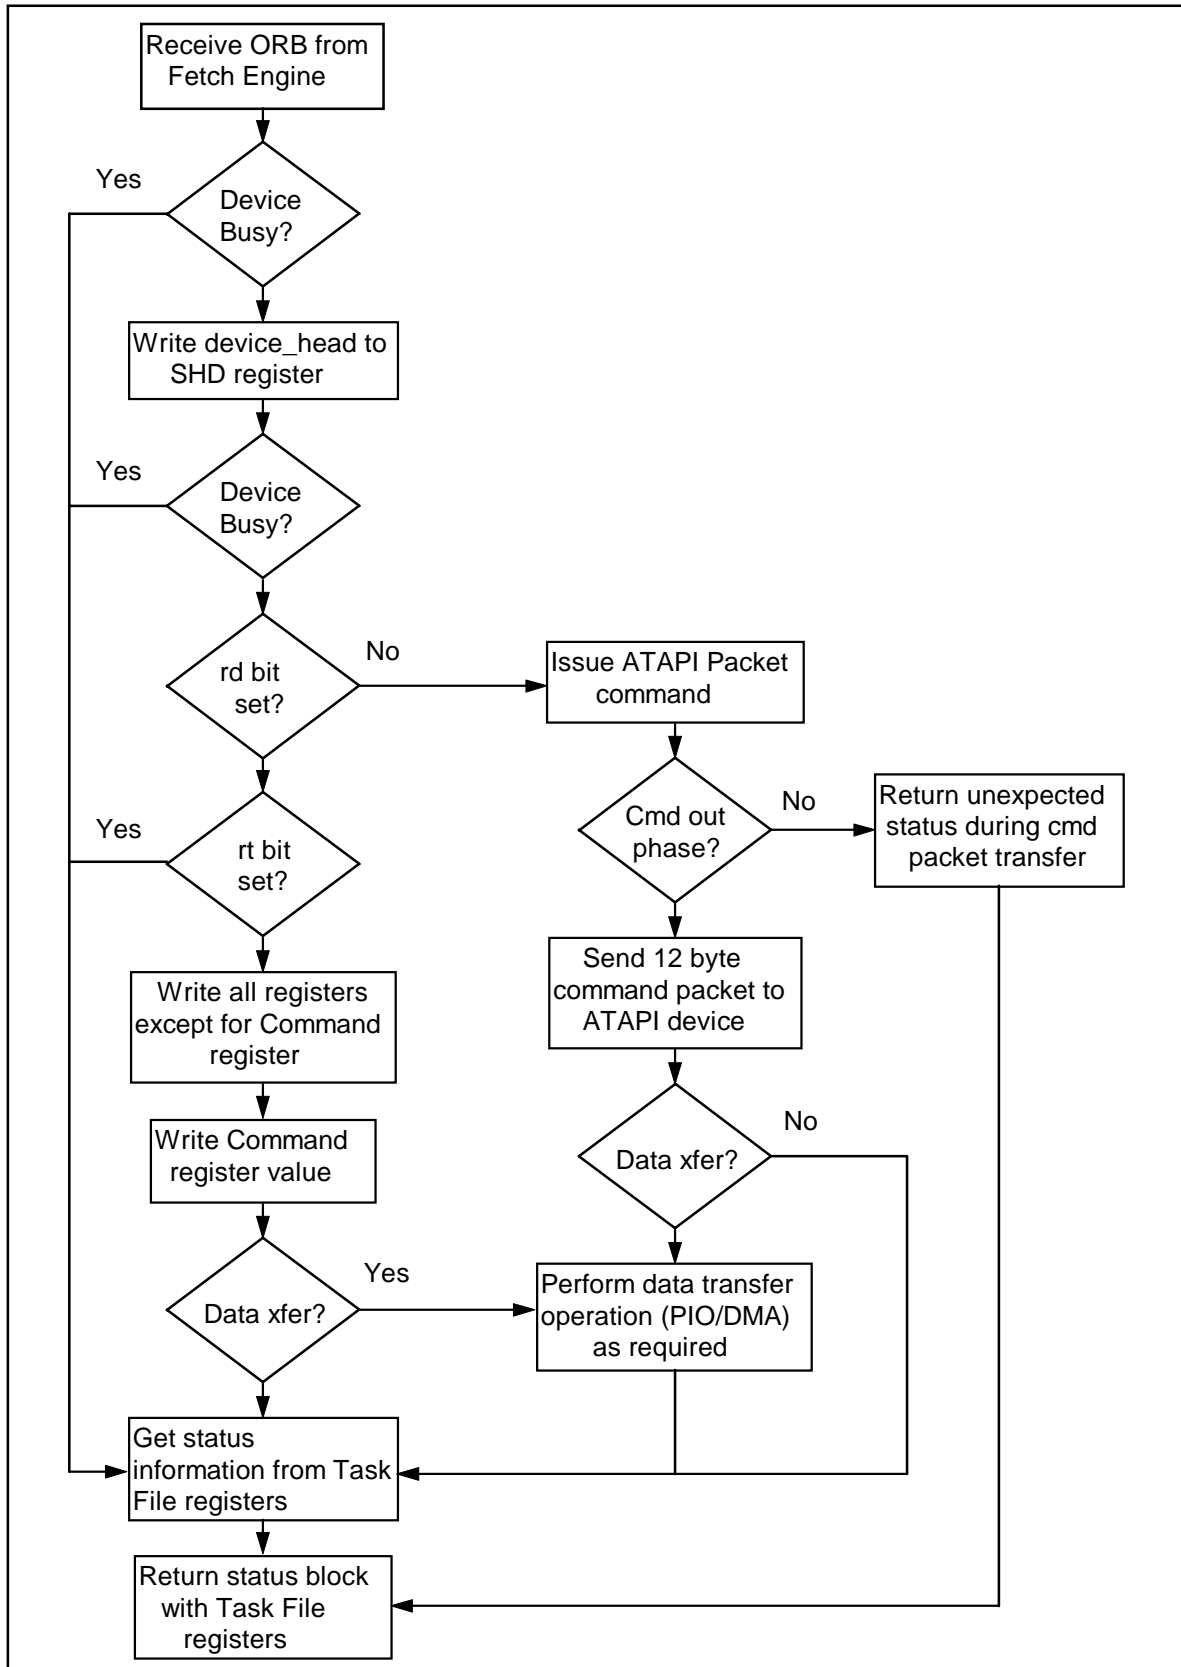 Receive ORB from
Fetch Engine
Yes
Device
Busy?
Write device_head to
SHD register
Yes
Device
Busy?
rd bit
set?
No
Issue ATAPI Packet
command
Yes
rt bit
set?
Cmd out
phase?
No
Return unexpected
status during cmd
packet transfer
Write all registers
except for Command
register
Send 12 byte
command packet to
ATAPI device
Write Command
register value
Data xfer?
No
Data xfer?
Yes
Perform data transfer
operation (PIO/DMA)
as required
Get status
information from Task
File registers
Return status block
with Task File
registers